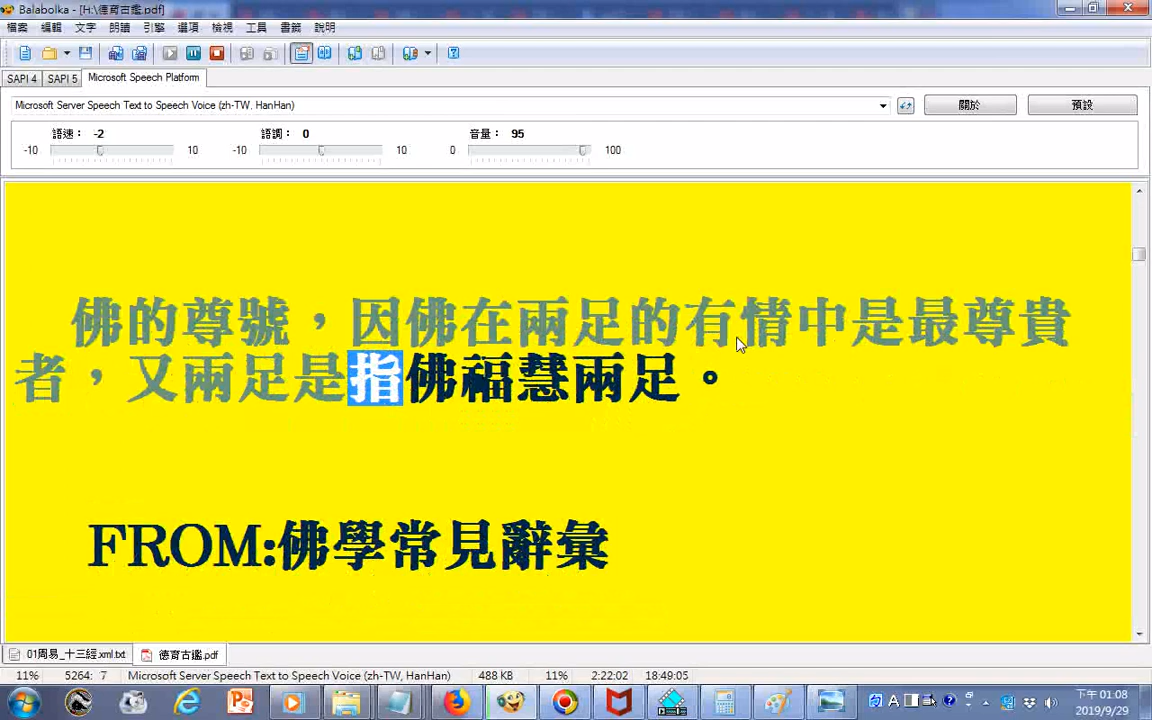 Balabolka - [H:\德育古鑑.pdf]
檔案 編輯 文字 朗讀 引擎 選項 檢視 工具 書籤 說明
SAPI 4 SAPI 5 Microsoft Speech Platform
Microsoft Server Speech Text to Speech Voice (zh-TW, HanHan) 關於 預設
語速： -2 語調： 0 音量： 95
-10 10 -10 10 0 100
佛的尊號，因佛在兩足的有情中是最尊貴
者，又兩足是指佛福慧兩足。
FROM:佛學常見辭彙
01周易_十三經.xml.txt 德育古鑑.pdf
11% 5264: 7 Microsoft Server Speech Text to Speech Voice (zh-TW, HanHan) 488 KB 11% 2:22:02 18:49:05
下午 01:08
2019/9/29